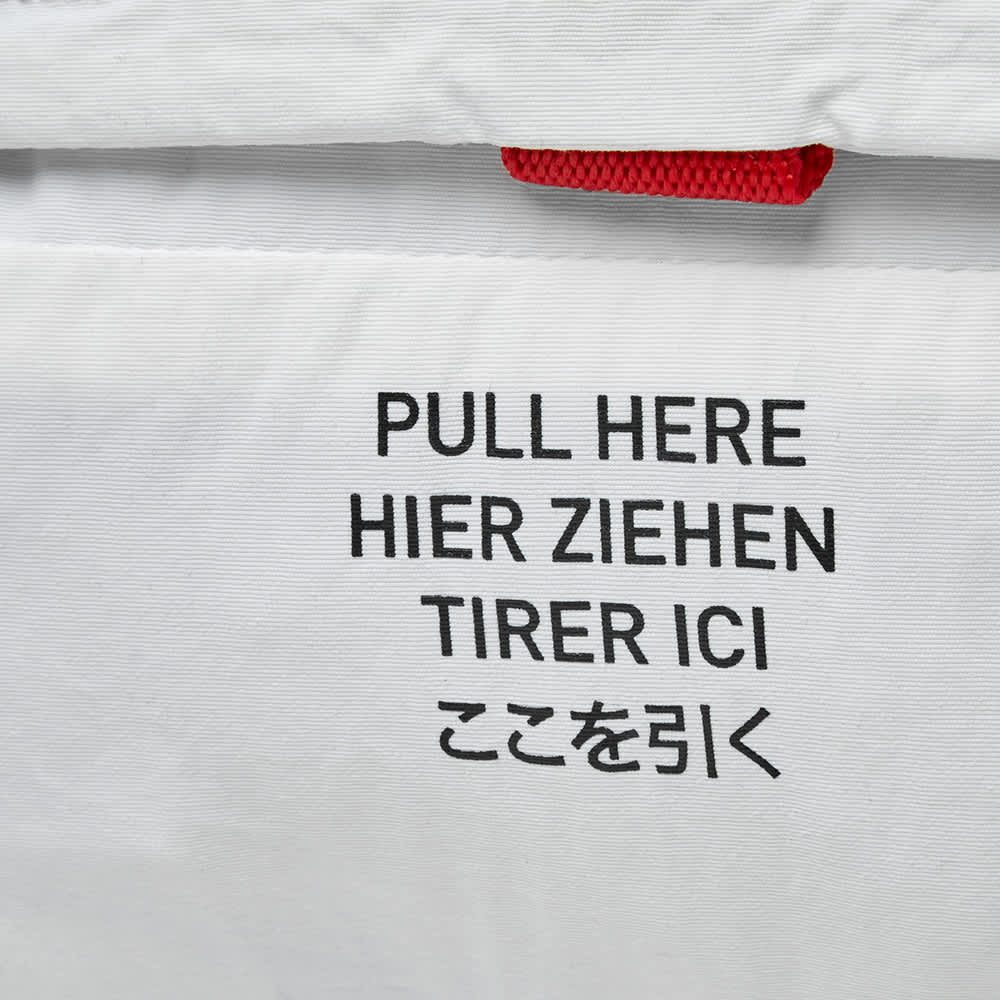 PULL HERE
HIER ZIEHEN
TIRER ICI
ここを引く